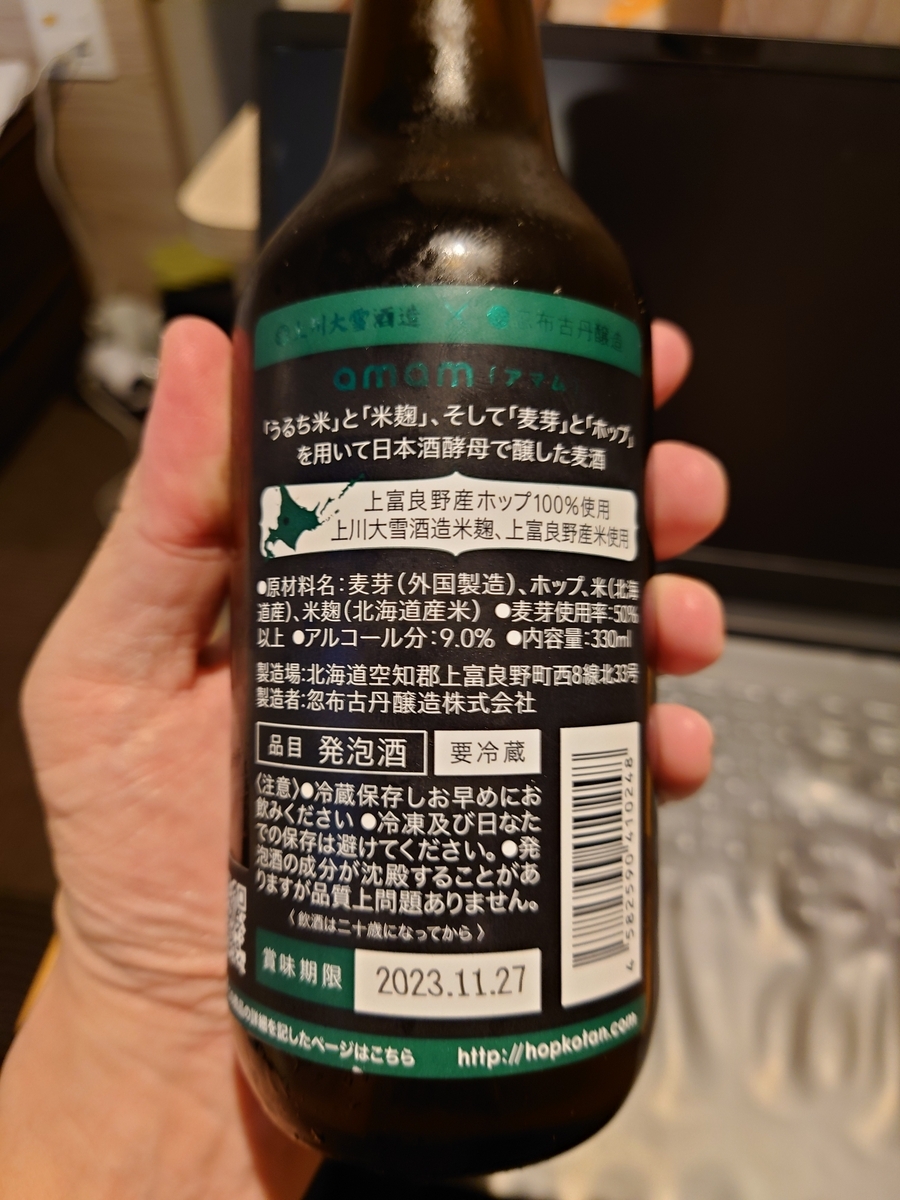 上川大雪酒造 × 忽布古丹醸造
amam (アマム)
「うるち米」と「米麹」、そして「麦芽」と「ホップ」
を用いて日本酒酵母で醸した麦酒
上富良野産ホップ100%使用
上川大雪酒造米麹、上富良野産米使用
●原材料名:麦芽(外国製造)、ホップ、米(北海
道産)、米麹(北海道産米) ●麦芽使用率:50%
以上 ●アルコール分:9.0% ●内容量:330ml
製造場:北海道空知郡上富良野町西8線北33号
製造者:忽布古丹醸造株式会社
品目 発泡酒
要冷蔵
〈注意〉●冷蔵保存しお早めにお
飲みください ●冷凍及び日なた
での保存は避けてください。●発
泡酒の成分が沈殿することがあ
りますが品質上問題ありません。
〈飲酒は二十歳になってから〉
賞味期限
2023.11.27
4 582590 410248
の詳細を記したページはこちら
http://hopkotan.com